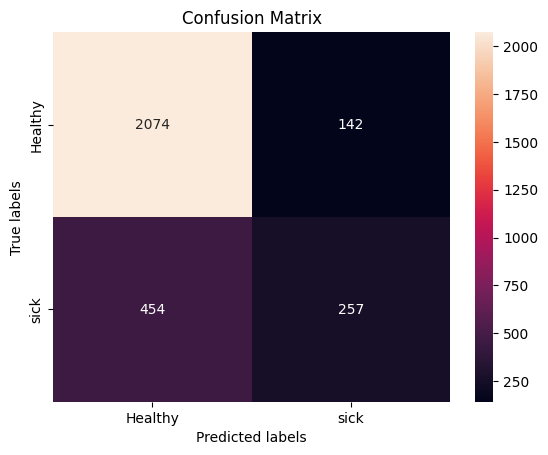 Confusion Matrix
True labels
Healthy
sick
2074 142
454 257
Healthy sick
Predicted labels
2000
1750
1500
1250
1000
750
500
250